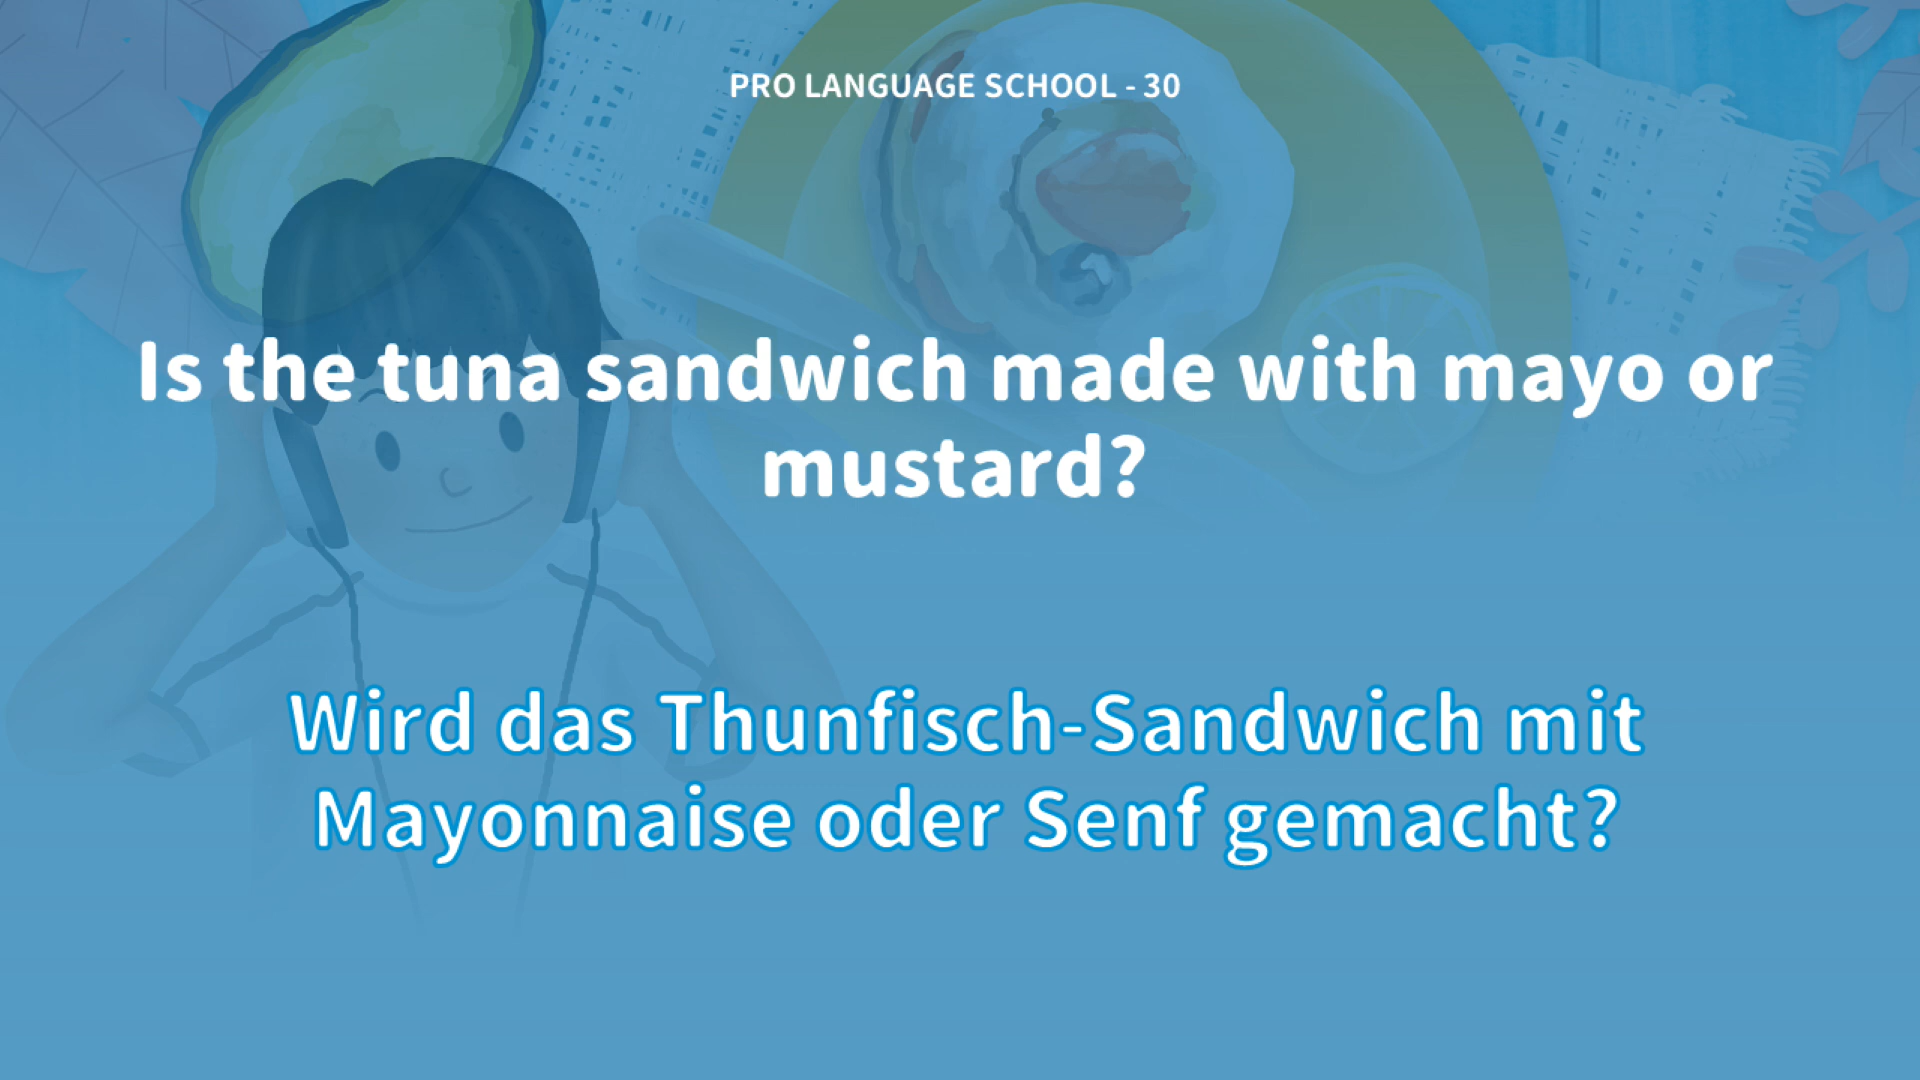 PRO LANGUAGE SCHOOL - 30
Is the tuna sandwich made with mayo or
mustard?
Wird das Thunfisch-Sandwich mit
Mayonnaise oder Senf gemacht?